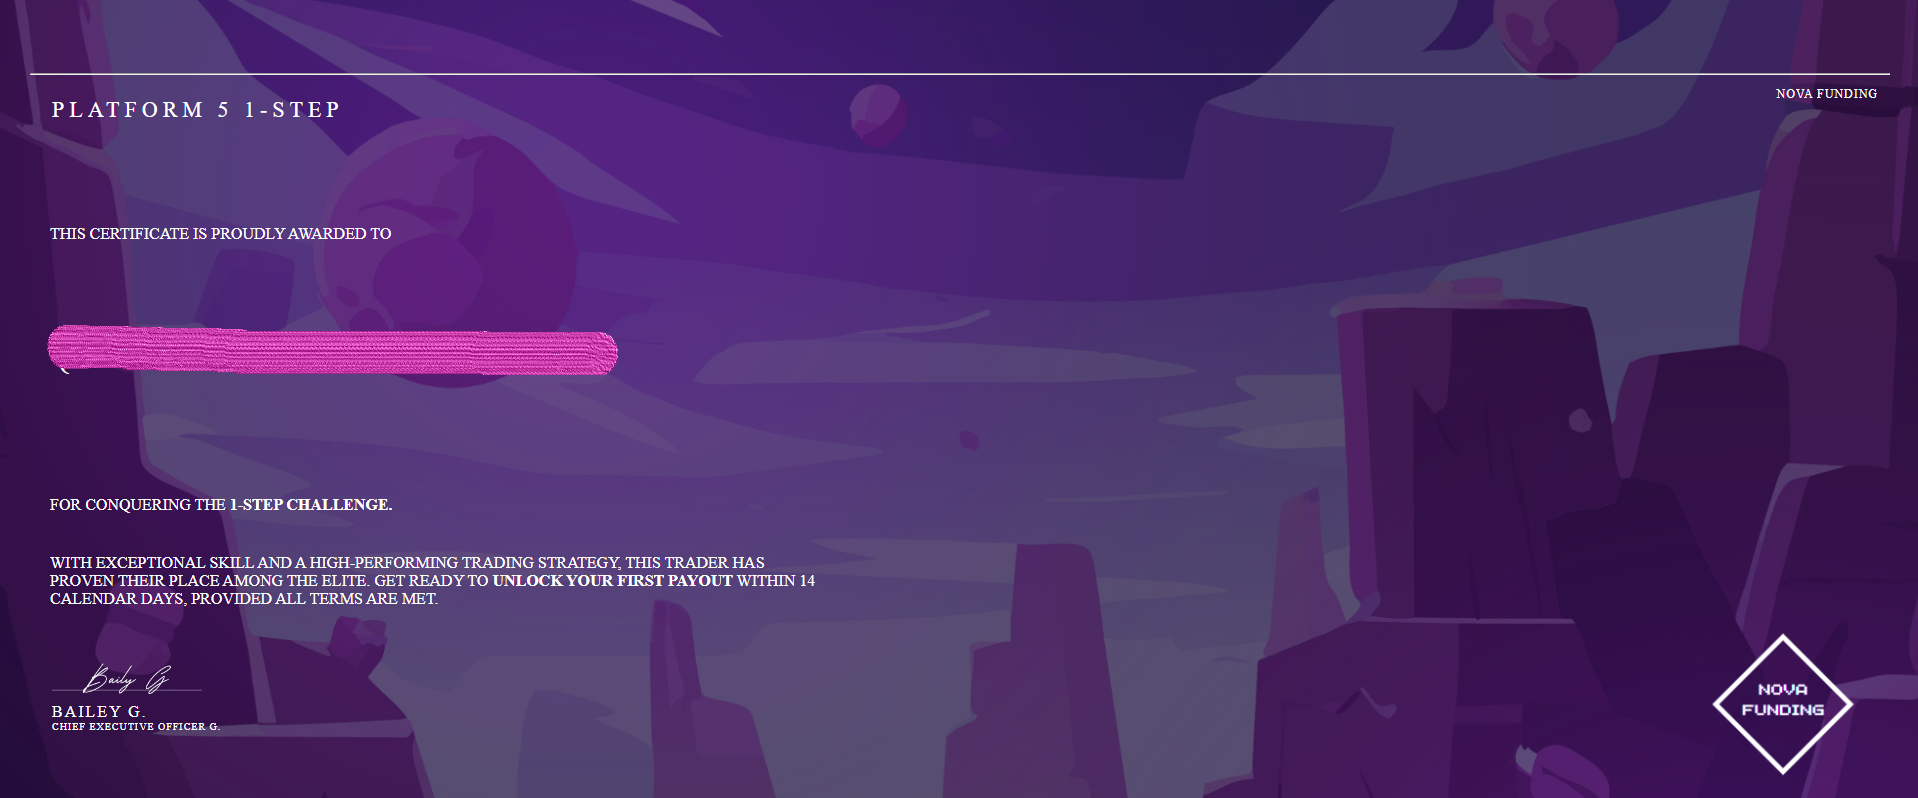 PLATFORM 5 1-STEP
NOVA FUNDING
THIS CERTIFICATE IS PROUDLY AWARDED TO
FOR CONQUERING THE 1-STEP CHALLENGE.
WITH EXCEPTIONAL SKILL AND A HIGH-PERFORMING TRADING STRATEGY, THIS TRADER HAS
PROVEN THEIR PLACE AMONG THE ELITE. GET READY TO UNLOCK YOUR FIRST PAYOUT WITHIN 14
CALENDAR DAYS, PROVIDED ALL TERMS ARE MET.
Baily G
BAILEY G.
CHIEF EXECUTIVE OFFICER G.
NOVA
FUNDING